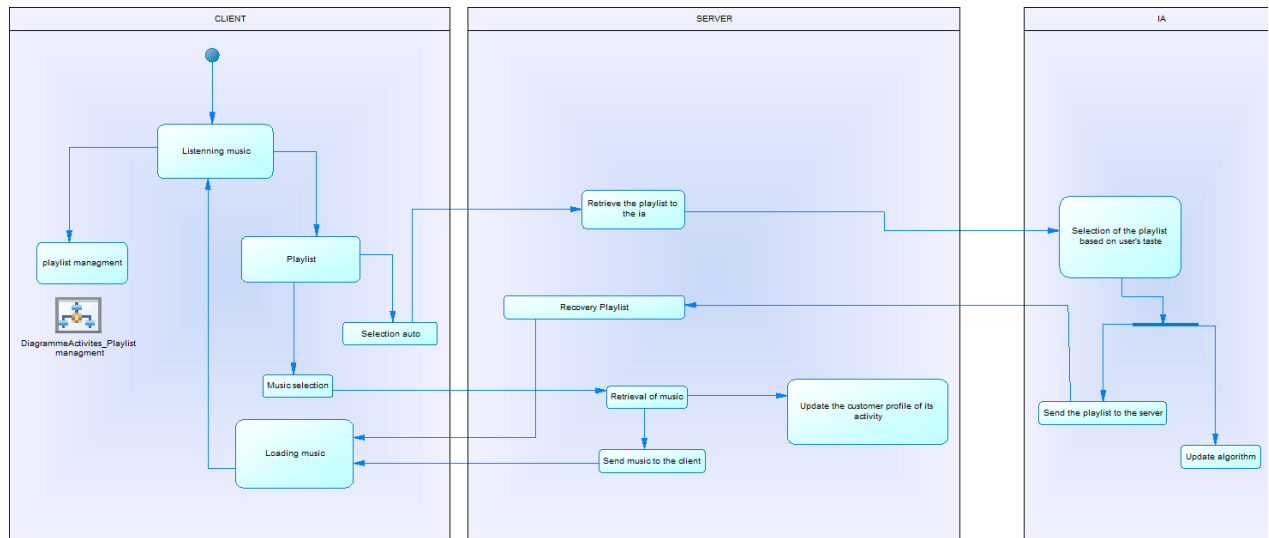 CLIENT
SERVER
IA
Listenning music
Retrieve the playlist to
the ia
Selection of the playlist
based on user's taste
playlist managment
Playlist
Recovery Playlist
DiagrammeActivites_Playlist
managment
Selection auto
Music selection
Retrieval of music
Update the customer profile of its
activity
Send the playlist to the server
Loading music
Send music to the client
Update algorithm